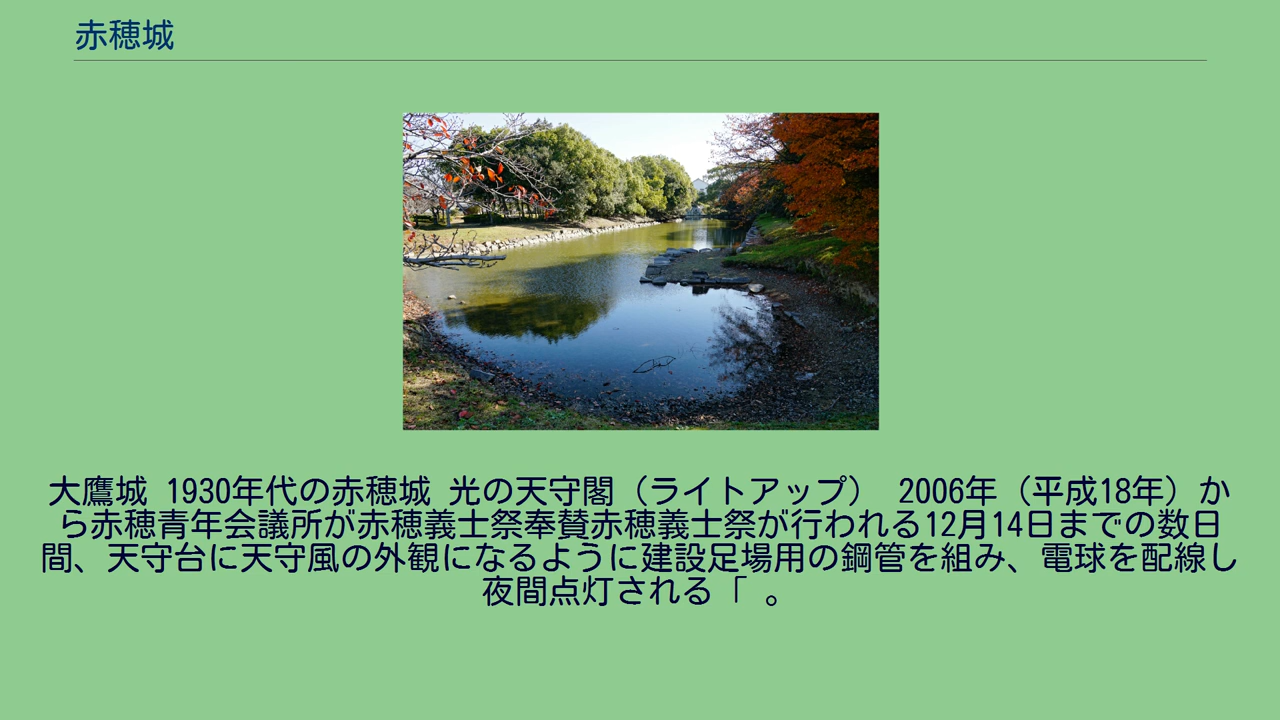 赤穂城
大鷹城 1930年代の赤穂城 光の天守閣（ライトアップ） 2006年（平成18年）か
ら赤穂青年会議所が赤穂義士祭奉賛赤穂義士祭が行われる12月14日までの数日
間、天守台に天守風の外観になるように建設足場用の鋼管を組み、電球を配線し
夜間点灯される「 。